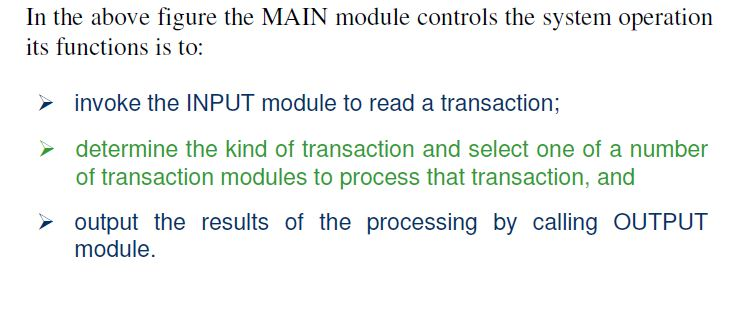 In the above figure the MAIN module controls the system operation
its functions is to:
➢ invoke the INPUT module to read a transaction;
➢ determine the kind of transaction and select one of a number
of transaction modules to process that transaction, and
➢ output the results of the processing by calling OUTPUT
module.